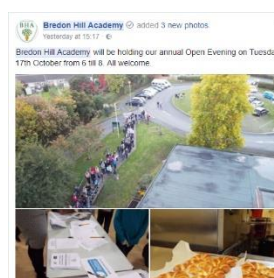 Bredon Hill Academy added 3 new photos.
Yesterday at 15:17
Bredon Hill Academy will be holding our annual Open Evening on Tuesda
17th October from 6 till 8. All welcome.